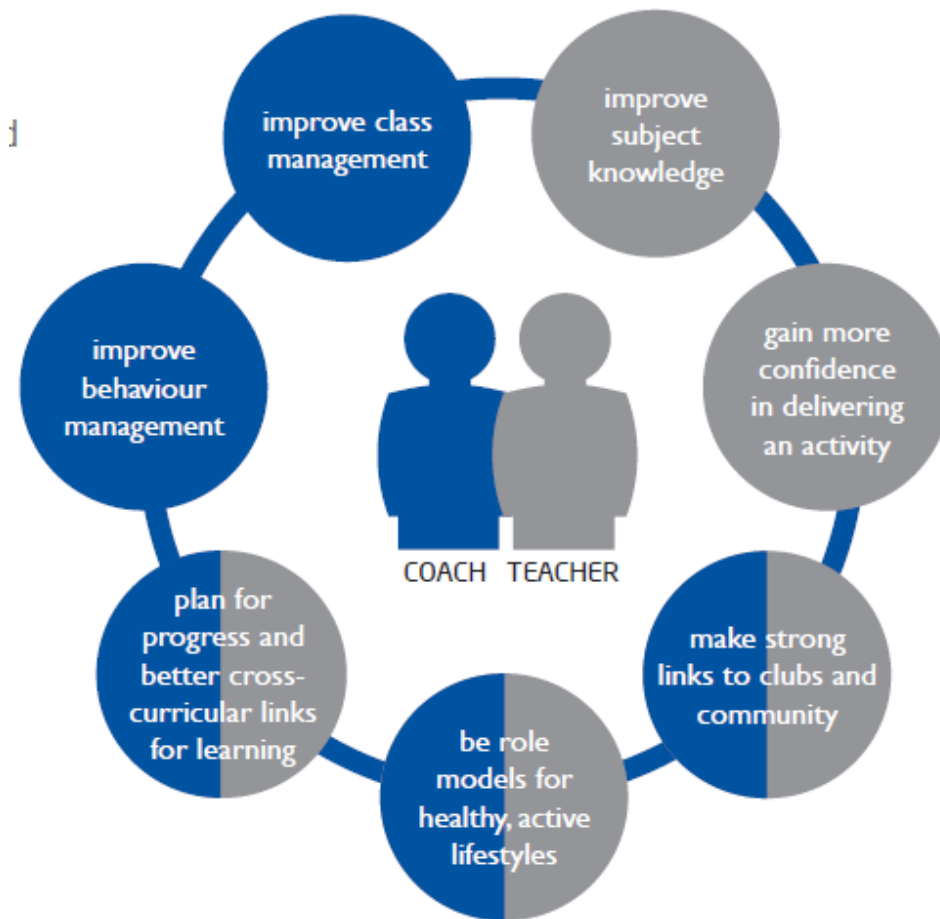 improve class
management
improve
subject
knowledge
gain more
confidence
in delivering
an activity
make strong
links to clubs and
community
be role
models for
healthy, active
lifestyles
plan for
progress and
better cross-
curricular links
for learning
improve
behaviour
management
COACH TEACHER